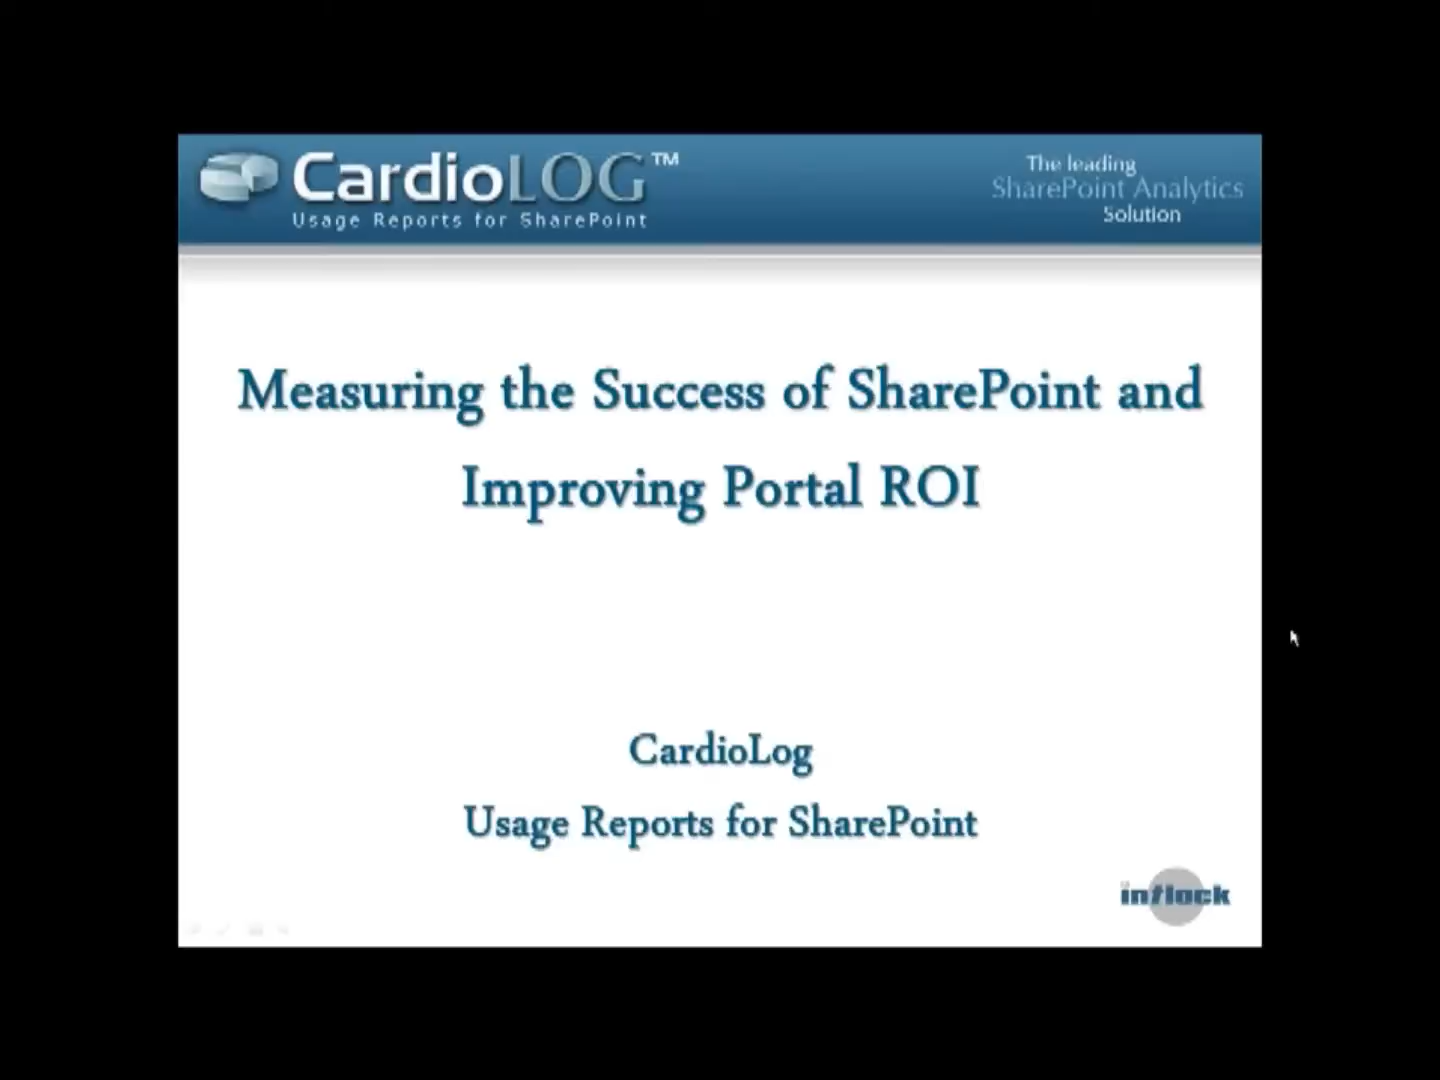 CardioLOG™
Usage Reports for SharePoint
The leading
SharePoint Analytics
Solution
Measuring the Success of SharePoint and
Improving Portal ROI
CardioLog
Usage Reports for SharePoint
intlock